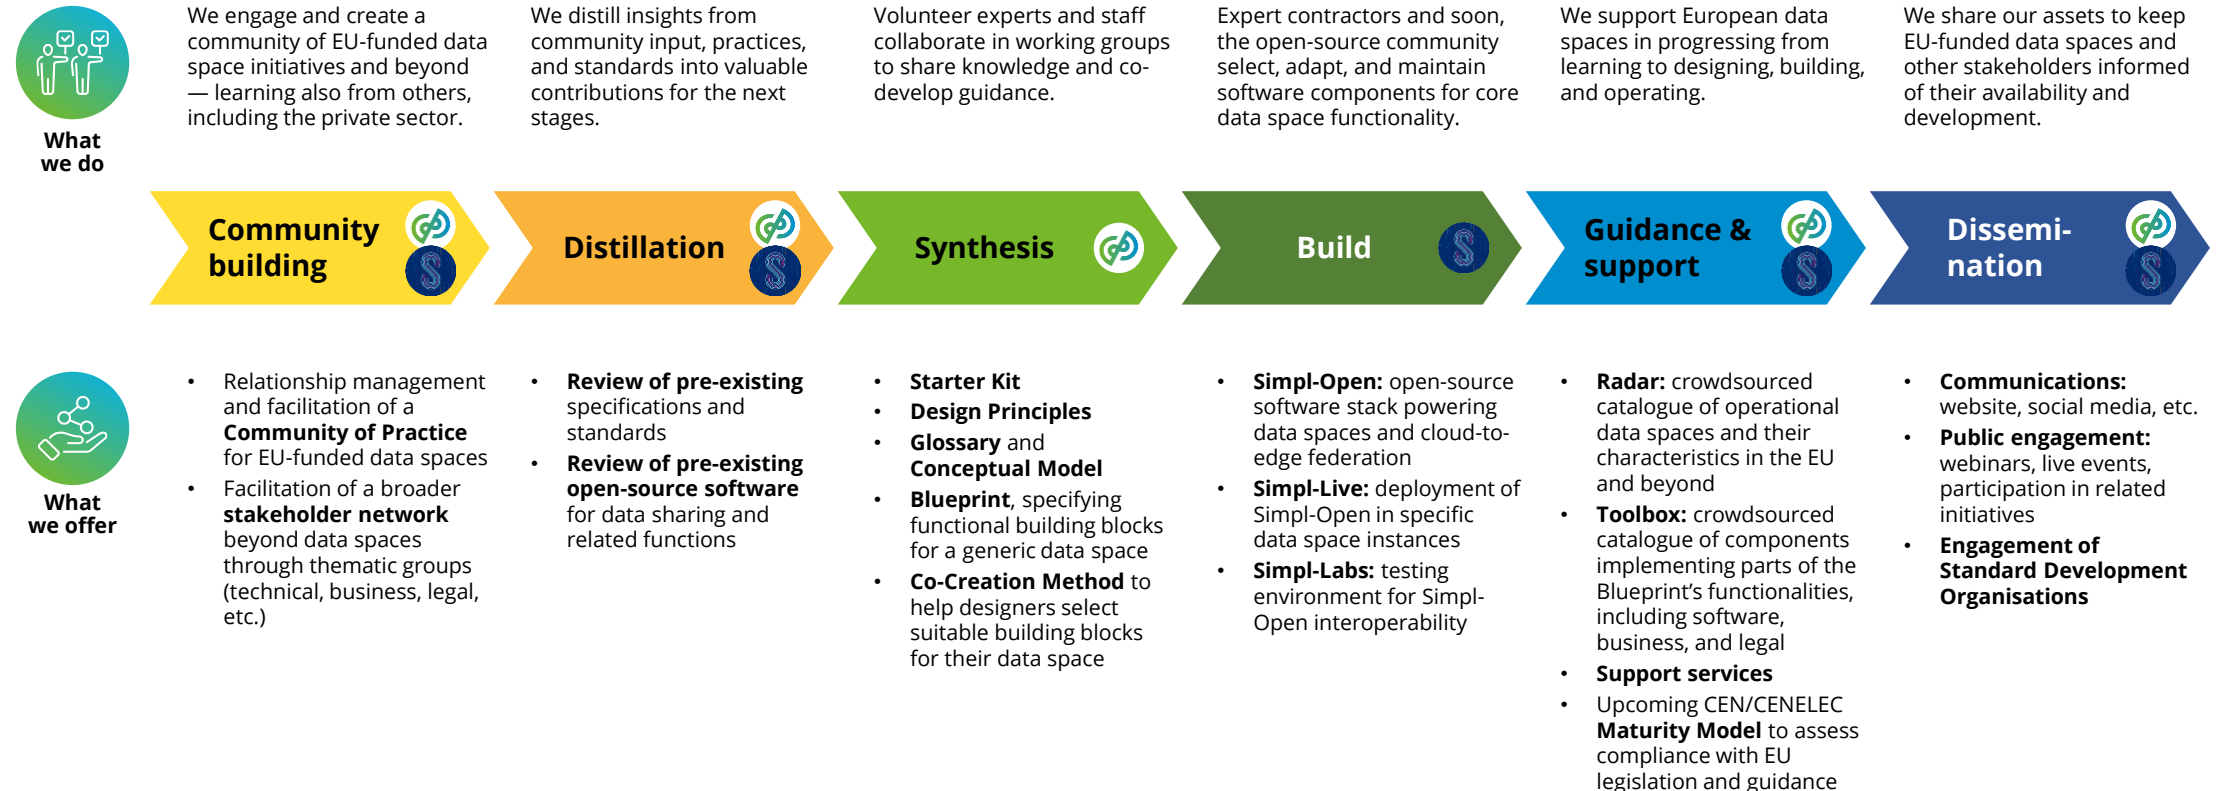 We engage and create a
community of EU-funded data
space initiatives and beyond
— learning also from others,
including the private sector.
We distill insights from
community input, practices,
and standards into valuable
contributions for the next
stages.
Volunteer experts and staff
collaborate in working groups
to share knowledge and co-
develop guidance.
Expert contractors and soon,
the open-source community
select, adapt, and maintain
software components for core
data space functionality.
We support European data
spaces in progressing from
learning to designing, building,
and operating.
We share our assets to keep
EU-funded data spaces and
other stakeholders informed
of their availability and
development.
What
we do
Community
building
Distillation
Synthesis
Build
Guidance &
support
Dissemi-
nation
What
we offer
• Relationship management
and facilitation of a
Community of Practice
for EU-funded data spaces
• Facilitation of a broader
stakeholder network
beyond data spaces
through thematic groups
(technical, business, legal,
etc.)
• Review of pre-existing
specifications and
standards
• Review of pre-existing
open-source software
for data sharing and
related functions
• Starter Kit
• Design Principles
• Glossary and
Conceptual Model
• Blueprint, specifying
functional building blocks
for a generic data space
• Co-Creation Method to
help designers select
suitable building blocks
for their data space
• Simpl-Open: open-source
software stack powering
data spaces and cloud-to-
edge federation
• Simpl-Live: deployment of
Simpl-Open in specific
data space instances
• Simpl-Labs: testing
environment for Simpl-
Open interoperability
• Radar: crowdsourced
catalogue of operational
data spaces and their
characteristics in the EU
and beyond
• Toolbox: crowdsourced
catalogue of components
implementing parts of the
Blueprint’s functionalities,
including software,
business, and legal
• Support services
• Upcoming CEN/CENELEC
Maturity Model to assess
compliance with EU
legislation and guidance
• Communications:
website, social media, etc.
• Public engagement:
webinars, live events,
participation in related
initiatives
• Engagement of
Standard Development
Organisations